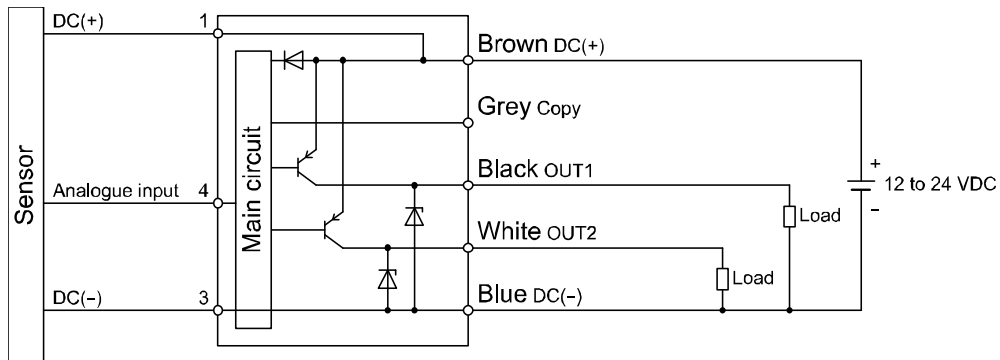 Sensor
DC(+) 1
Analogue input 4
DC(−) 3
Main circuit
Brown DC(+)
Grey Copy
Black OUT1
White OUT2
Blue DC(−)
Load
Load
+
12 to 24 VDC
−